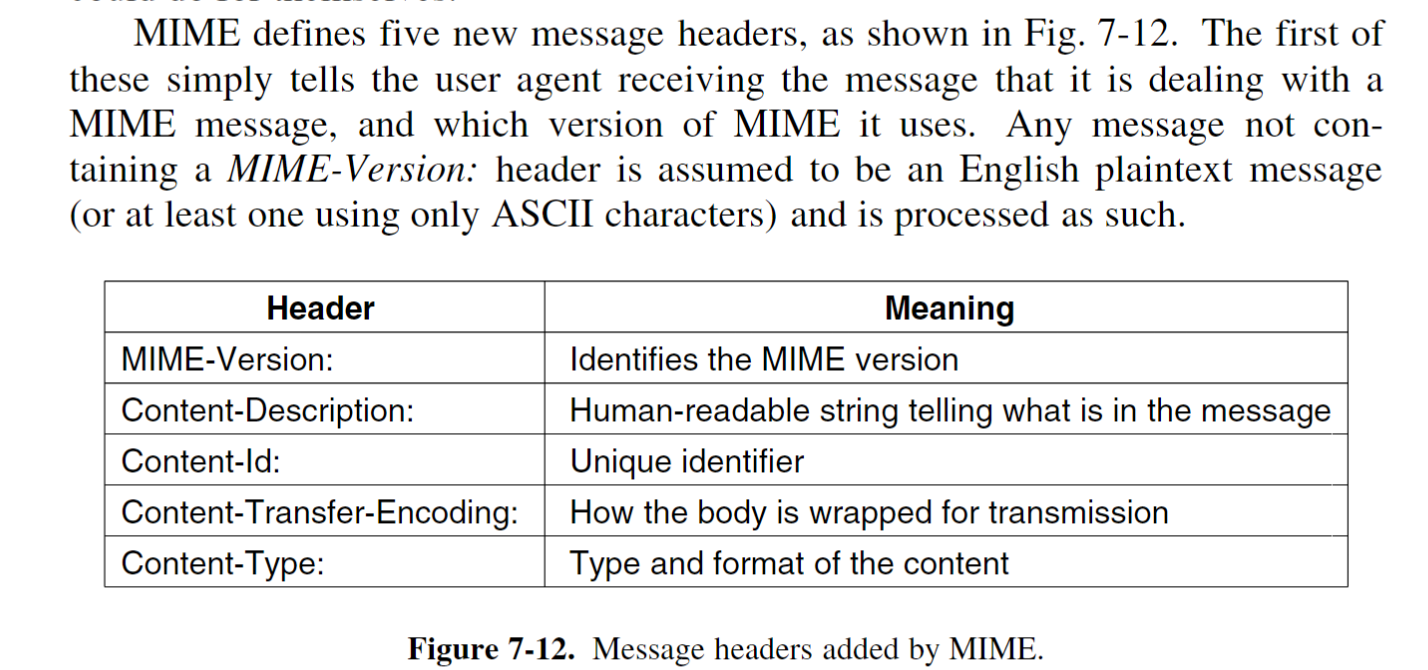 MIME defines five new message headers, as shown in Fig. 7-12. The first of
these simply tells the user agent receiving the message that it is dealing with a
MIME message, and which version of MIME it uses. Any message not con-
taining a MIME-Version: header is assumed to be an English plaintext message
(or at least one using only ASCII characters) and is processed as such.
Header Meaning
MIME-Version: Identifies the MIME version
Content-Description: Human-readable string telling what is in the message
Content-Id: Unique identifier
Content-Transfer-Encoding: How the body is wrapped for transmission
Content-Type: Type and format of the content
Figure 7-12. Message headers added by MIME.